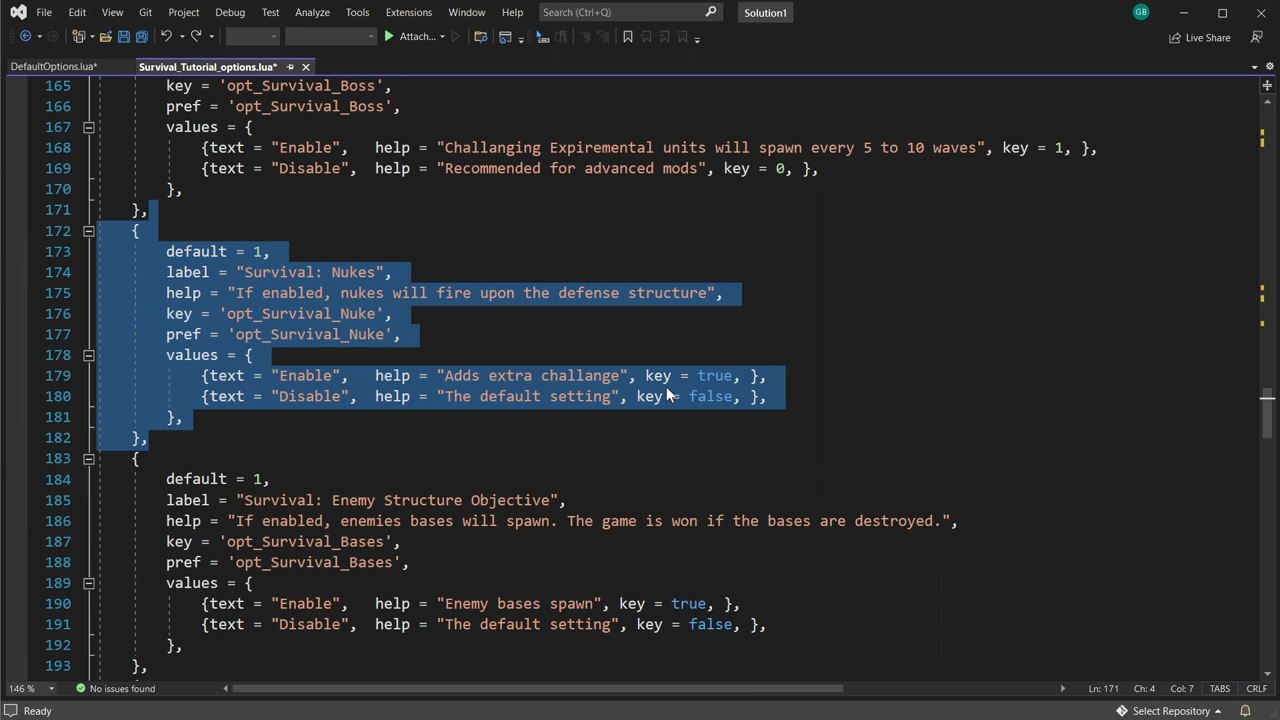 File Edit View Git Project Debug Test Analyze Tools Extensions Window Help Search (Ctrl+Q) Solution1 GB
Attach... Live Share
DefaultOptions.lua* Survival_Tutorial_options.lua*
165 key = 'opt_Survival_Boss',
166 pref = 'opt_Survival_Boss',
167 values = {
168 {text = "Enable", help = "Challanging Expiremental units will spawn every 5 to 10 waves", key = 1, },
169 {text = "Disable", help = "Recommended for advanced mods", key = 0, },
170 },
171 },
172 {
173 default = 1,
174 label = "Survival: Nukes",
175 help = "If enabled, nukes will fire upon the defense structure",
176 key = 'opt_Survival_Nuke',
177 pref = 'opt_Survival_Nuke',
178 values = {
179 {text = "Enable", help = "Adds extra challange", key = true, },
180 {text = "Disable", help = "The default setting", key = false, },
181 },
182 },
183 {
184 default = 1,
185 label = "Survival: Enemy Structure Objective",
186 help = "If enabled, enemies bases will spawn. The game is won if the bases are destroyed.",
187 key = 'opt_Survival_Bases',
188 pref = 'opt_Survival_Bases',
189 values = {
190 {text = "Enable", help = "Enemy bases spawn", key = true, },
191 {text = "Disable", help = "The default setting", key = false, },
192 },
193 },
146 % No issues found Ln: 171 Ch: 4 Col: 7 TABS CRLF
Ready Select Repository